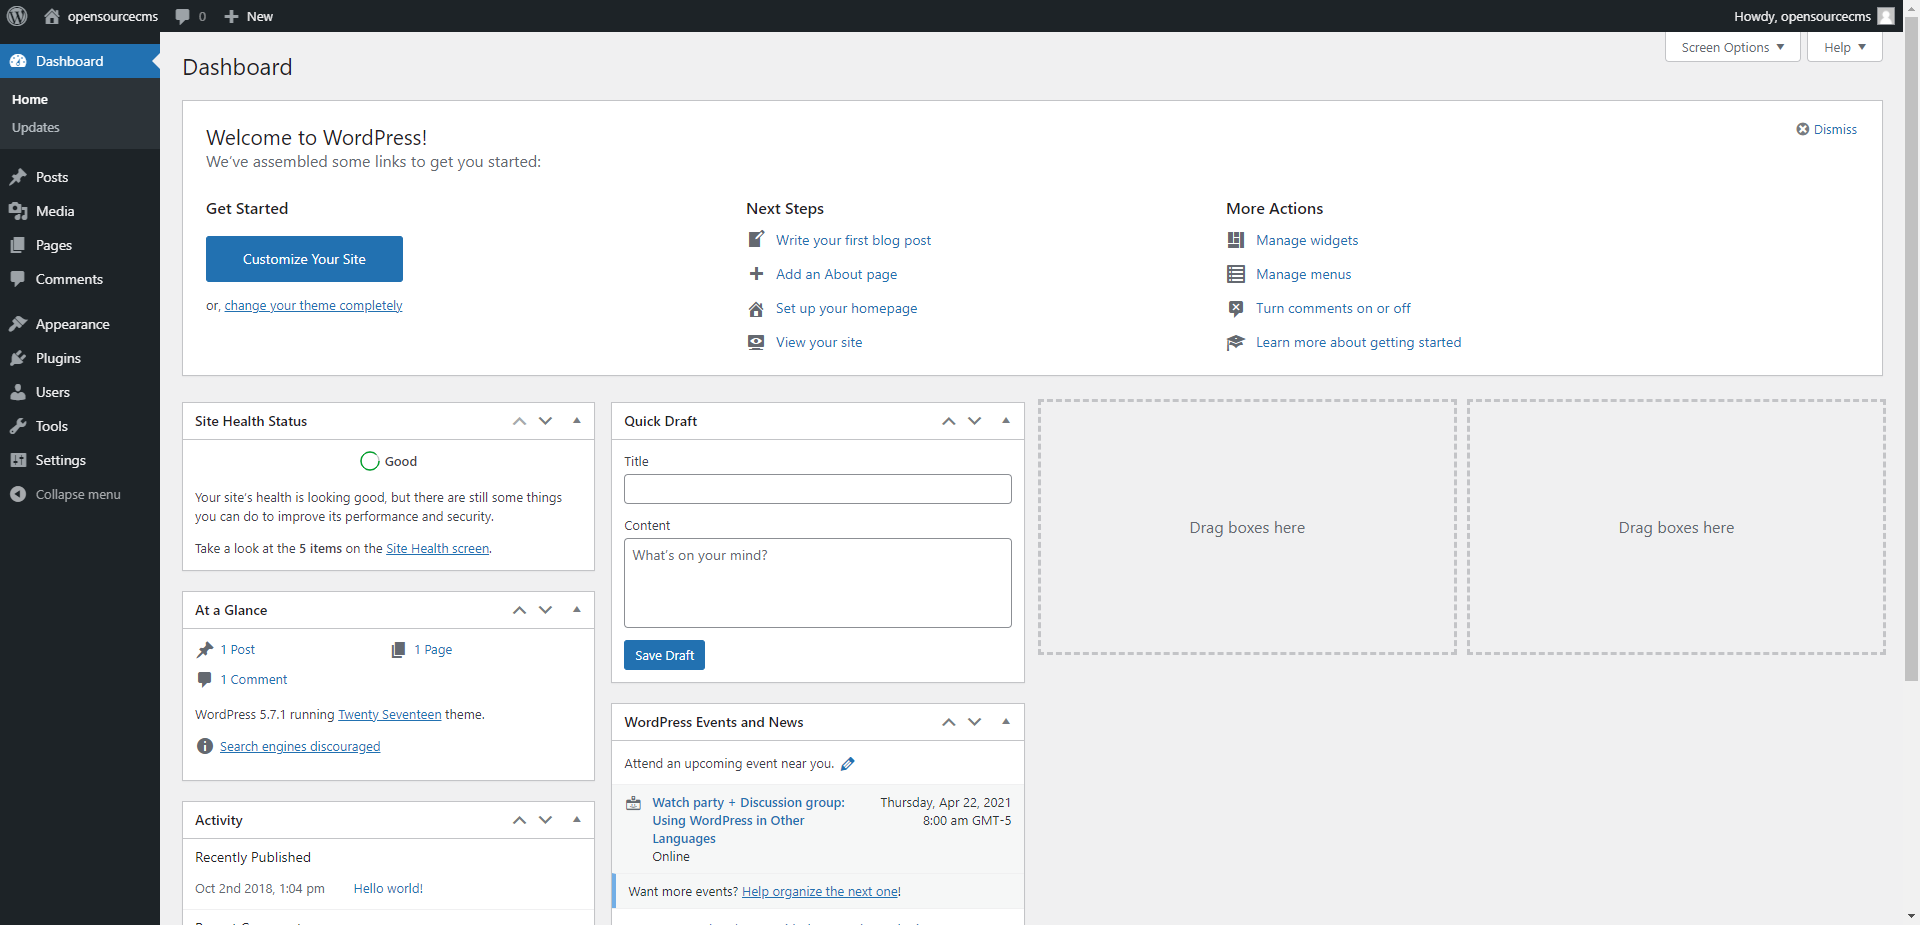 opensourcecms
0
New
Howdy, opensourcecms
Dashboard
Home
Updates
Posts
Media
Pages
Comments
Appearance
Plugins
Users
Tools
Settings
Collapse menu
Screen Options
Help
Dashboard
Welcome to WordPress!
We've assembled some links to get you started:
Dismiss
Get Started
Customize Your Site
or, change your theme completely
Next Steps
Write your first blog post
Add an About page
Set up your homepage
View your site
More Actions
Manage widgets
Manage menus
Turn comments on or off
Learn more about getting started
Site Health Status
Good
Your site's health is looking good, but there are still some things
you can do to improve its performance and security.
Take a look at the 5 items on the Site Health screen.
At a Glance
1 Post
1 Page
1 Comment
WordPress 5.7.1 running Twenty Seventeen theme.
Search engines discouraged
Activity
Recently Published
Oct 2nd 2018, 1:04 pm Hello world!
Quick Draft
Title
Content
What's on your mind?
Save Draft
WordPress Events and News
Attend an upcoming event near you.
Watch party + Discussion group:
Using WordPress in Other
Languages
Online
Thursday, Apr 22, 2021
8:00 am GMT-5
Want more events? Help organize the next one!
Drag boxes here
Drag boxes here